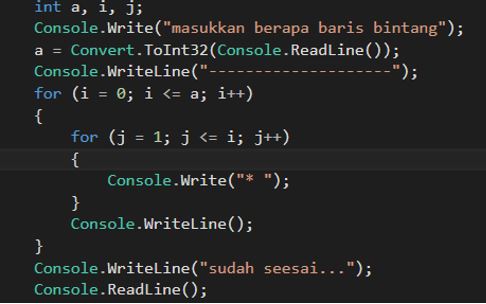 int a, i, j;
Console.Write("masukkan berapa baris bintang");
a = Convert.ToInt32(Console.ReadLine());
Console.WriteLine("--------------------");
for (i = 0; i <= a; i++)
{
    for (j = 1; j <= i; j++)
    {
        Console.Write("* ");
    }
    Console.WriteLine();
}
Console.WriteLine("sudah seesai...");
Console.ReadLine();